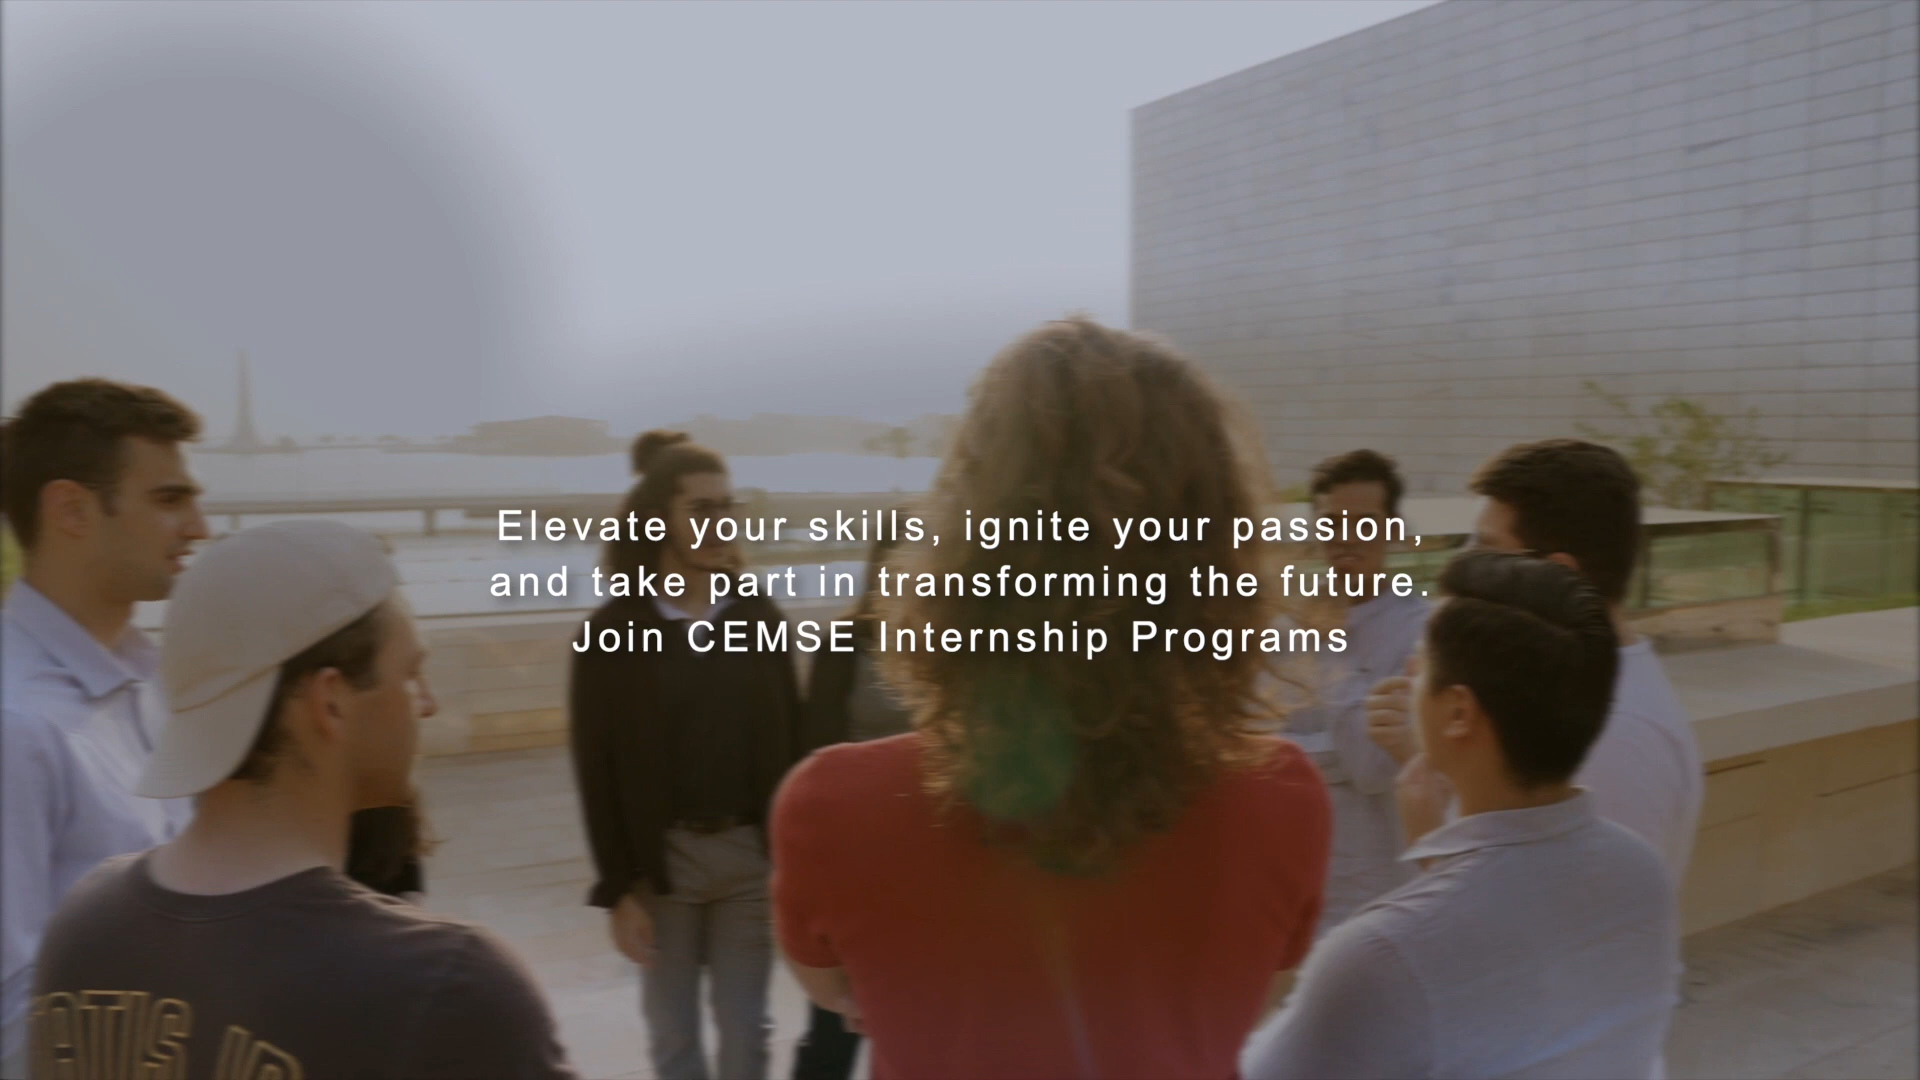 Elevate your skills, ignite your passion,
and take part in transforming the future.
Join CEMSE Internship Programs